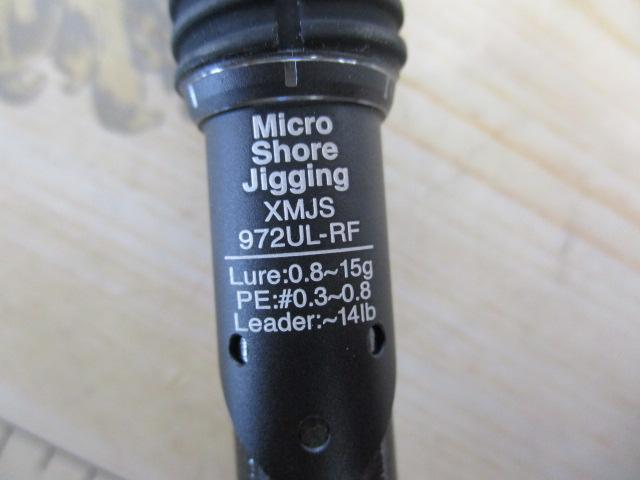 Micro
Shore
Jigging
XMJS
972UL-RF
Lure:0.8~15g
PE:#0.3~0.8
Leader:~14lb